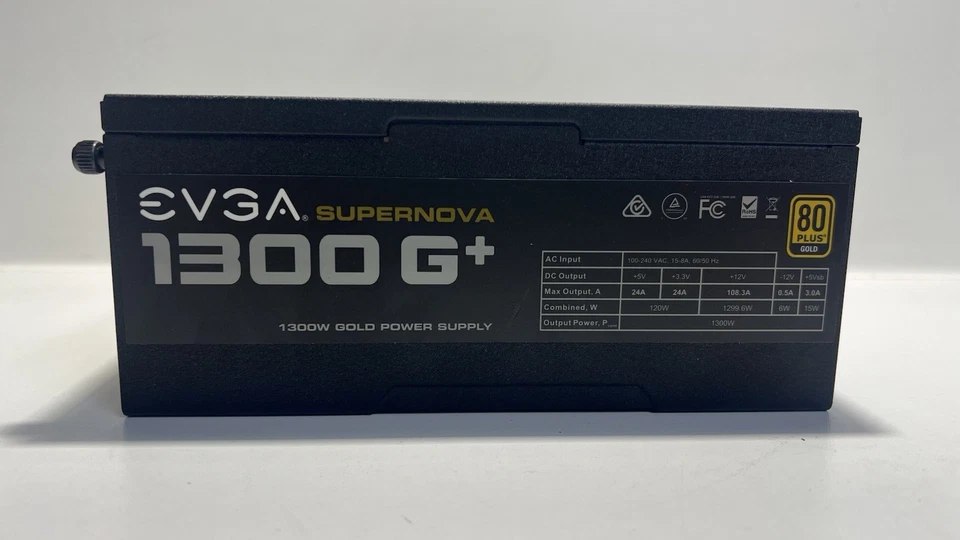 EVGA® SUPERNOVA
1300 G+
1300W GOLD POWER SUPPLY
FC
RoHS
80
PLUS®
GOLD
AC Input 100-240 VAC, 15-8A, 60/50 Hz
DC Output +5V +3.3V +12V -12V +5Vsb
Max Output, A 24A 24A 108.3A 0.5A 3.0A
Combined, W 120W 1299.6W 6W 15W
Output Power, P 1300W